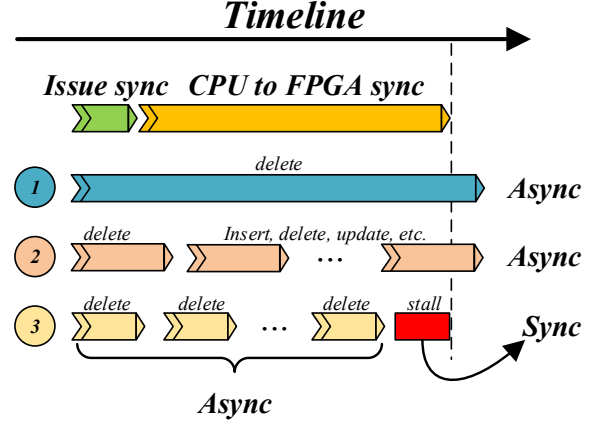 Timeline
Issue sync CPU to FPGA sync
delete
1 Async
delete Insert, delete, update, etc.
2 ... Async
delete delete delete stall
3 ... Sync
Async